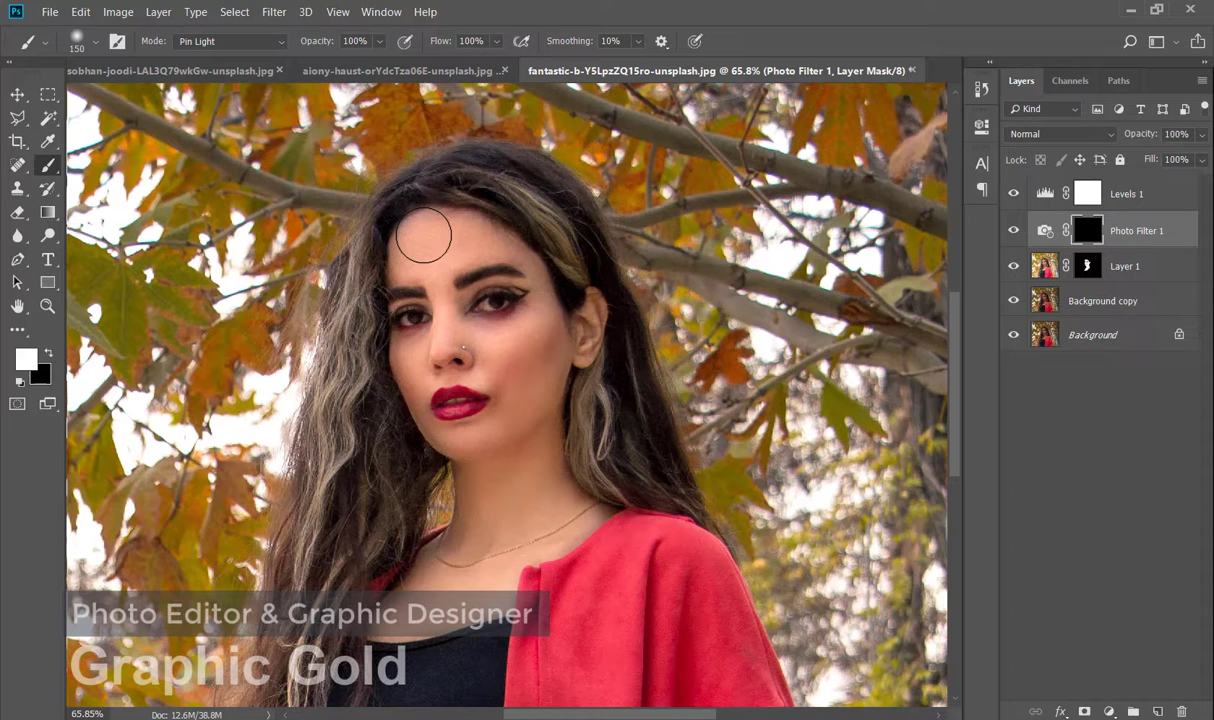 Ps File Edit Image Layer Type Select Filter 3D View Window Help
150 Mode: Pin Light Opacity: 100% Flow: 100% Smoothing: 10%
sobhan-joodi-LAL3Q79wkGw-unsplash.jpg aiony-haust-orYdcTza06E-unsplash.jpg .. fantastic-b-Y5LpzZQ15ro-unsplash.jpg @ 65.8% (Photo Filter 1, Layer Mask/8)
Layers Channels Paths
Kind
Normal Opacity: 100%
Lock: Fill: 100%
Levels 1
Photo Filter 1
Layer 1
Background copy
Background
Photo Editor & Graphic Designer
Graphic Gold
65.85% Doc: 12.6M/38.8M